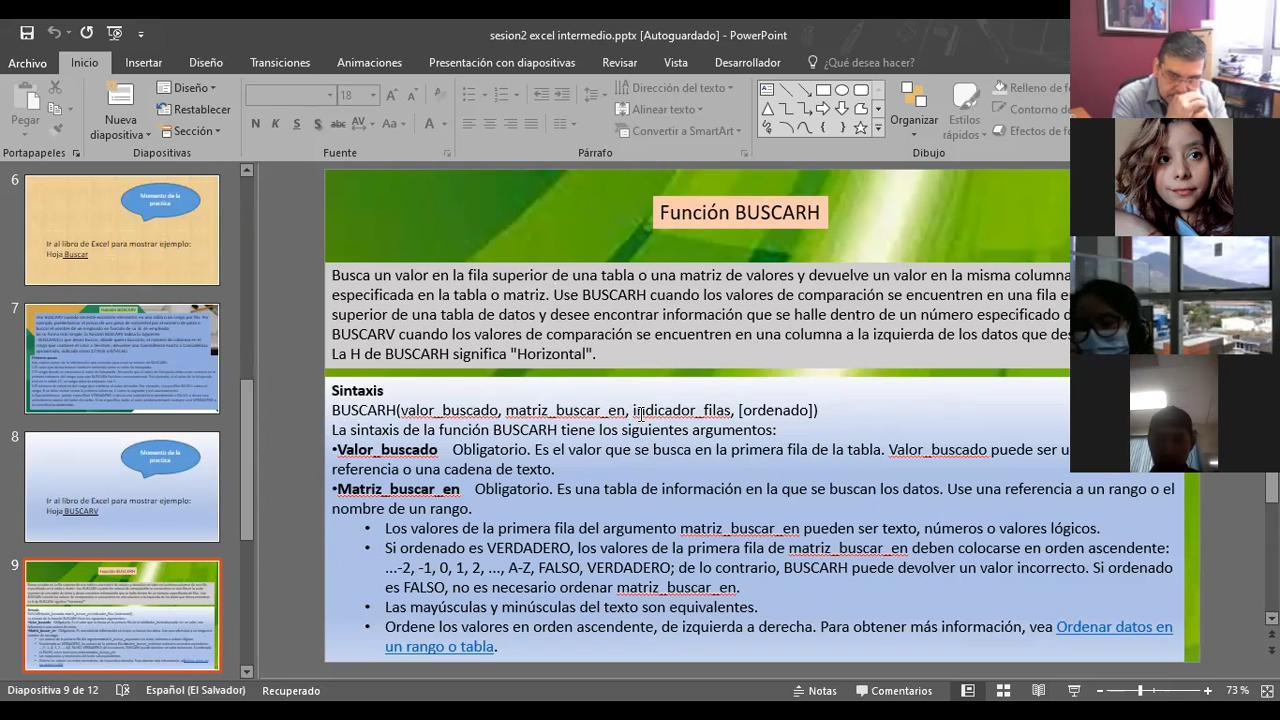 sesion2 excel intermedio.pptx [Autoguardado] - PowerPoint
Archivo Inicio Insertar Diseño Transiciones Animaciones Presentación con diapositivas Revisar Vista Desarrollador ¿Qué desea hacer?
Pegar
Nueva
diapositiva
Diseño
Restablecer
Sección
18
N K S S abc AV Aa A
Dirección del texto
Alinear texto
Convertir a SmartArt
Organizar
Estilos
rápidos
Relleno de
Contorno de
Efectos de
Portapapeles Diapositivas Fuente Párrafo Dibujo
6
Momento de la
practica
Ir al libro de Excel para mostrar ejemplo:
Hoja Buscar
7
8
Momento de la
practica
Ir al libro de Excel para mostrar ejemplo:
Hoja BUSCARV
9
Función BUSCARH
Busca un valor en la fila superior de una tabla o una matriz de valores y devuelve un valor en la misma columna
especificada en la tabla o matriz. Use BUSCARH cuando los valores de comparación se encuentren en una fila e
superior de una tabla de datos y desee encontrar información que se halle dentro de un número especificado d
BUSCARV cuando los valores de comparación se encuentren en una columna a la izquierda de los datos que des
La H de BUSCARH significa "Horizontal".
Sintaxis
BUSCARH(valor_buscado, matriz_buscar_en, indicador_filas, [ordenado])
La sintaxis de la función BUSCARH tiene los siguientes argumentos:
•Valor_buscado Obligatorio. Es el valor que se busca en la primera fila de la tabla. Valor_buscado puede ser u
referencia o una cadena de texto.
•Matriz_buscar_en Obligatorio. Es una tabla de información en la que se buscan los datos. Use una referencia a un rango o el
nombre de un rango.
• Los valores de la primera fila del argumento matriz_buscar_en pueden ser texto, números o valores lógicos.
• Si ordenado es VERDADERO, los valores de la primera fila de matriz_buscar_en deben colocarse en orden ascendente:
...-2, -1, 0, 1, 2, ... , A-Z, FALSO, VERDADERO; de lo contrario, BUSCARH puede devolver un valor incorrecto. Si ordenado
es FALSO, no es necesario ordenar matriz_buscar_en.
• Las mayúsculas y minúsculas del texto son equivalentes.
• Ordene los valores en orden ascendente, de izquierda a derecha. Para obtener más información, vea Ordenar datos en
un rango o tabla.
Diapositiva 9 de 12 Español (El Salvador) Recuperado Notas Comentarios 73 %